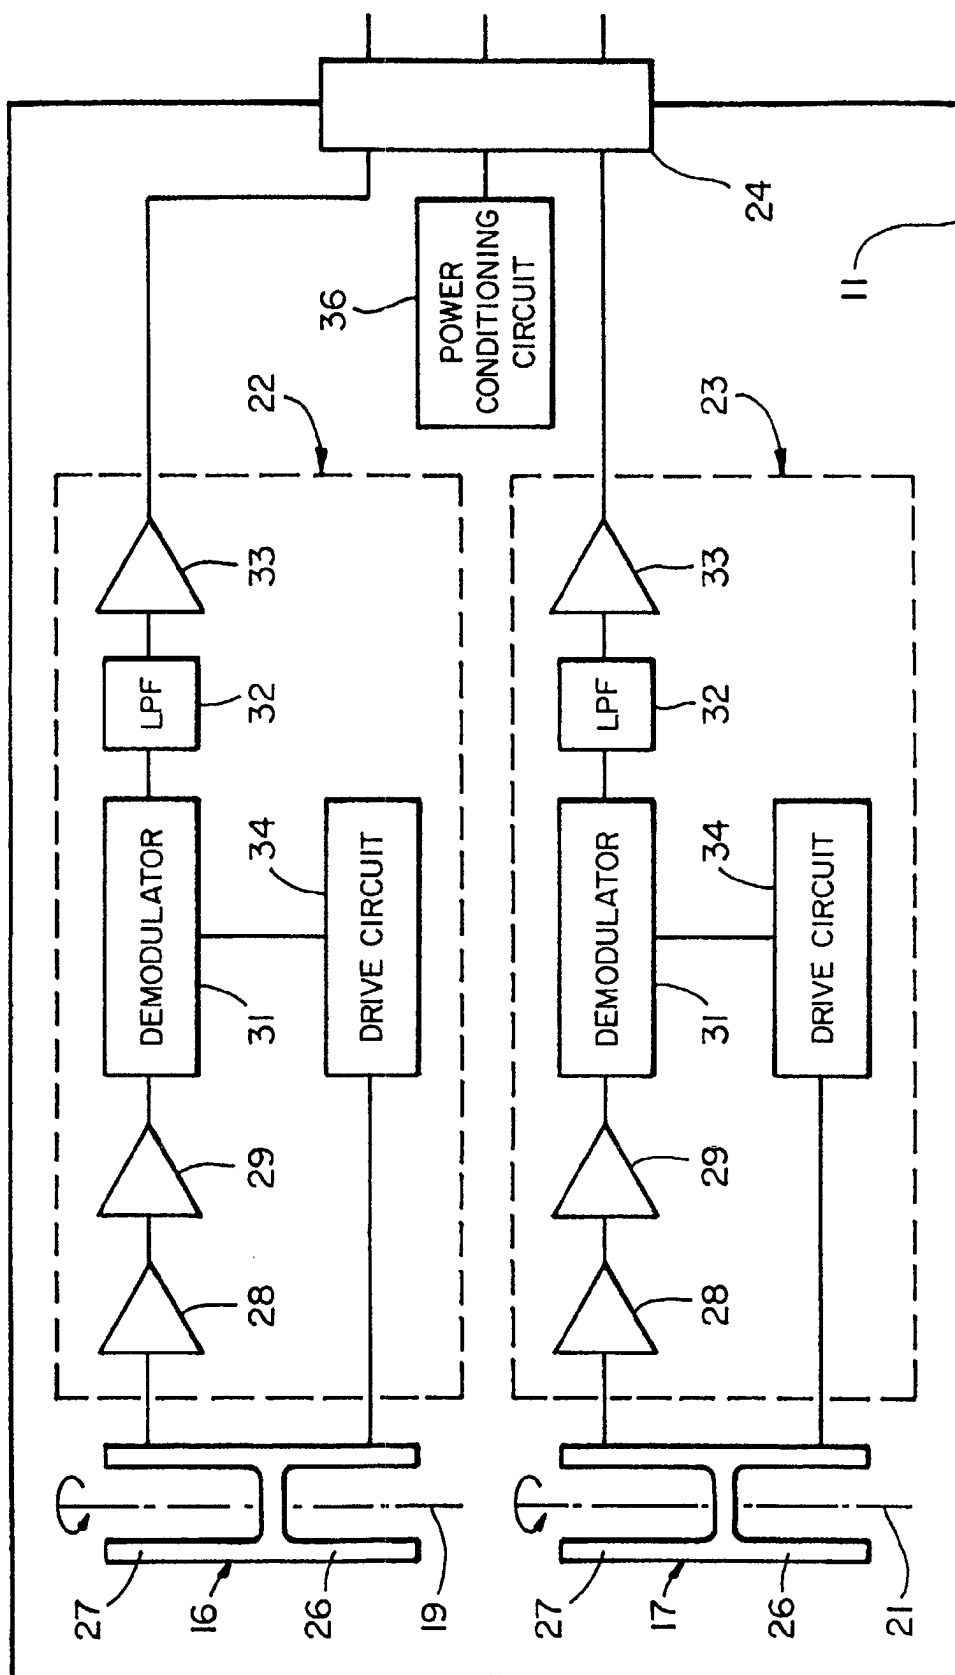 27
16
26
19
28
29
DEMODULATOR
31
LPF
32
33
34
DRIVE CIRCUIT
22
36
POWER
CONDITIONING
CIRCUIT
24
11
27
17
26
21
28
29
DEMODULATOR
31
LPF
32
33
34
DRIVE CIRCUIT
23